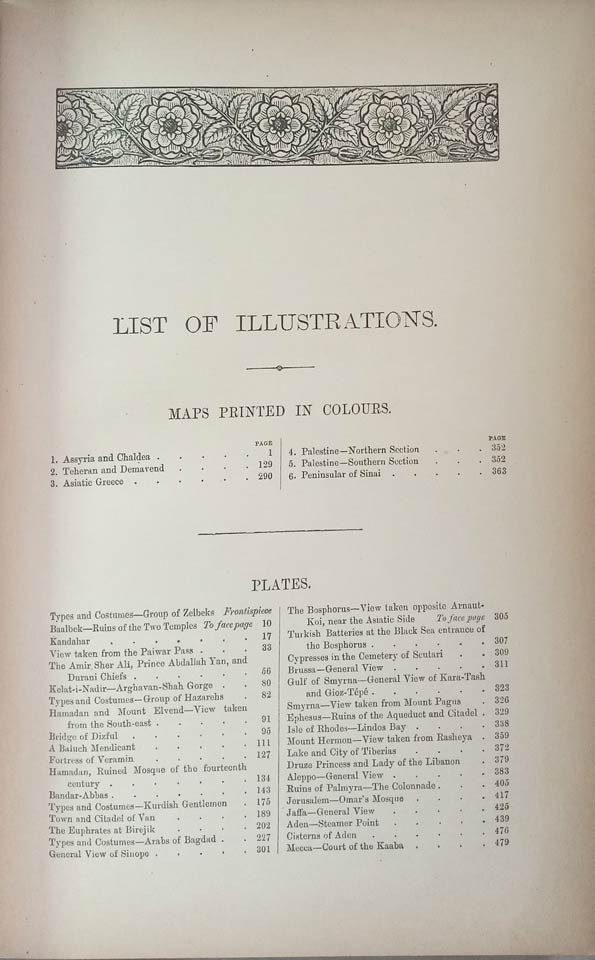 LIST OF ILLUSTRATIONS.
MAPS PRINTED IN COLOURS.
PAGE
1. Assyria and Chaldea . . . . . 1
2. Teheran and Demavend . . . . 129
3. Asiatic Greece . . . . . . 290
PAGE
4. Palestine—Northern Section . . . 352
5. Palestine—Southern Section . . . 352
6. Peninsular of Sinai . . . . . 363
PLATES.
Types and Costumes—Group of Zeibeks Frontispiece
Baalbek—Ruins of the Two Temples To face page 10
Kandahar . . . . . . 17
View taken from the Paiwar Pass . . . 33
The Amir Sher Ali, Prince Abdallah Yan, and
Durani Chiefs . . . . . . 56
Kelat-i-Nadir—Arghavan-Shah Gorge . . 80
Types and Costumes—Group of Hazarehs . 82
Hamadan and Mount Elvend—View taken
from the South-east . . . . . 91
Bridge of Dizful . . . . . . 95
A Baluch Mendicant . . . . . 111
Fortress of Veramin . . . . . 127
Hamadan, Ruined Mosque of the fourteenth
century . . . . . . . 134
Bandar-Abbas . . . . . . . 143
Types and Costumes—Kurdish Gentlemen . 175
Town and Citadel of Van . . . . 189
The Euphrates at Birejik . . . . 202
Types and Costumes—Arabs of Bagdad . . 227
General View of Sinope . . . . . 301
The Bosphorus—View taken opposite Arnaut-
Koi, near the Asiatic Side To face page 305
Turkish Batteries at the Black Sea entrance of
the Bosphorus . . . . . . 307
Cypresses in the Cemetery of Scutari . . 309
Brussa—General View . . . . . 311
Gulf of Smyrna—General View of Kara-Tash
and Gioz-Tépé . . . . . . 323
Smyrna—View taken from Mount Pagus . 326
Ephesus—Ruins of the Aqueduct and Citadel . 329
Isle of Rhodes—Lindos Bay . . . . 338
Mount Hermon—View taken from Rasheya . 359
Lake and City of Tiberias . . . . 372
Druze Princess and Lady of the Libanon . 379
Aleppo—General View . . . . . 383
Ruins of Palmyra—The Colonnade . . . 405
Jerusalem—Omar's Mosque . . . . 417
Jaffa—General View . . . . . 425
Aden—Steamer Point . . . . . 439
Cisterns of Aden . . . . . . 476
Mecca—Court of the Kaaba . . . . 479